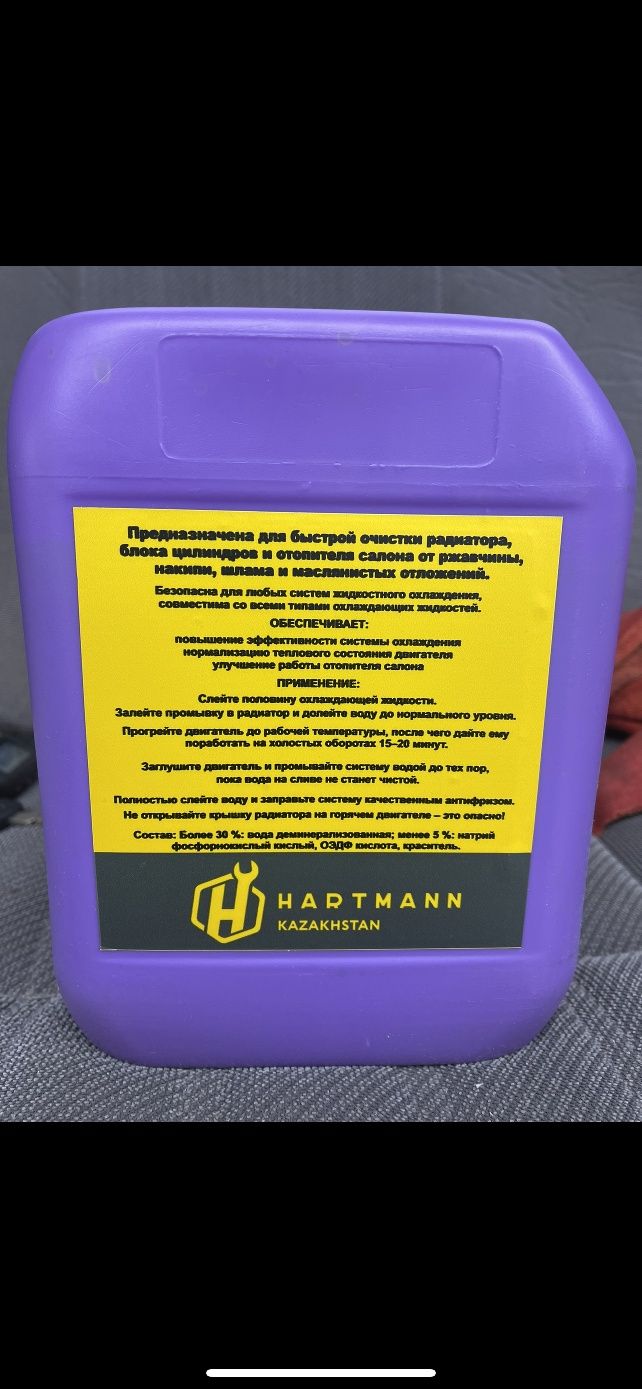 Предназначена для быстрой очистки радиатора,
блока цилиндров и отопителя салона от ржавчины,
накипи, шлама и маслянистых отложений.
Безопасна для любых систем жидкостного охлаждения,
совместима со всеми типами охлаждающих жидкостей.
ОБЕСПЕЧИВАЕТ:
повышение эффективности системы охлаждения
нормализацию теплового состояния двигателя
улучшение работы отопителя салона
ПРИМЕНЕНИЕ:
Слейте половину охлаждающей жидкости.
Залейте промывку в радиатор и долейте воду до нормального уровня.
Прогрейте двигатель до рабочей температуры, после чего дайте ему
поработать на холостых оборотах 15–20 минут.
Заглушите двигатель и промывайте систему водой до тех пор,
пока вода на сливе не станет чистой.
Полностью слейте воду и заправьте систему качественным антифризом.
Не открывайте крышку радиатора на горячем двигателе – это опасно!
Состав: Более 30 %: вода деминерализованная; менее 5 %: натрий
фосфорнокислый кислый, ОЭДФ кислота, краситель.
HARTMANN
KAZAKHSTAN